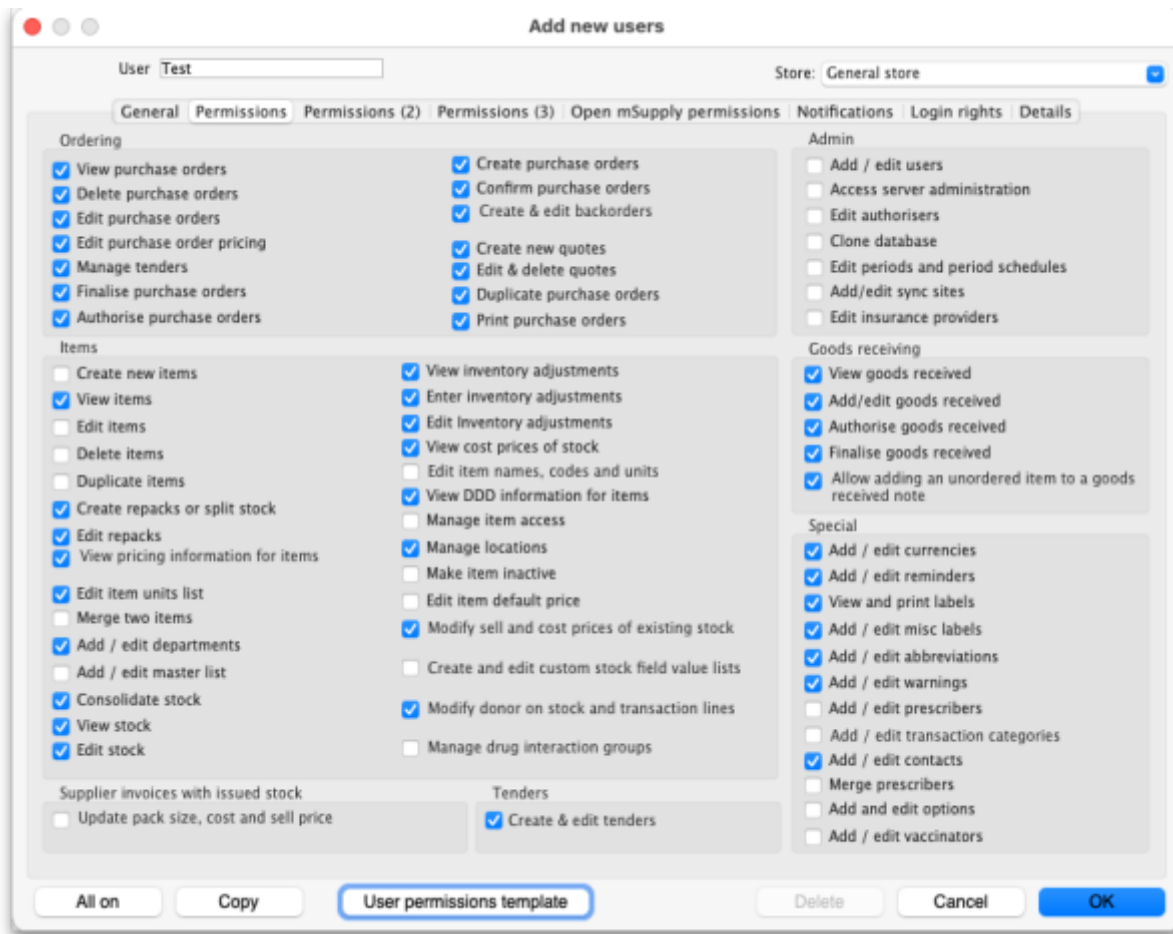 Add new users
User Test
Store: General store
General Permissions Permissions (2) Permissions (3) Open mSupply permissions Notifications Login rights Details
Ordering
View purchase orders
Delete purchase orders
Edit purchase orders
Edit purchase order pricing
Manage tenders
Finalise purchase orders
Authorise purchase orders
Create purchase orders
Confirm purchase orders
Create & edit backorders
Create new quotes
Edit & delete quotes
Duplicate purchase orders
Print purchase orders
Admin
Add / edit users
Access server administration
Edit authorisers
Clone database
Edit periods and period schedules
Add/edit sync sites
Edit insurance providers
Items
Create new items
View items
Edit items
Delete items
Duplicate items
Create repacks or split stock
Edit repacks
View pricing information for items
Edit item units list
Merge two items
Add / edit departments
Add / edit master list
Consolidate stock
View stock
Edit stock
View inventory adjustments
Enter inventory adjustments
Edit Inventory adjustments
View cost prices of stock
Edit item names, codes and units
View DDD information for items
Manage item access
Manage locations
Make item inactive
Edit item default price
Modify sell and cost prices of existing stock
Create and edit custom stock field value lists
Modify donor on stock and transaction lines
Manage drug interaction groups
Goods receiving
View goods received
Add/edit goods received
Authorise goods received
Finalise goods received
Allow adding an unordered item to a goods
received note
Special
Add / edit currencies
Add / edit reminders
View and print labels
Add / edit misc labels
Add / edit abbreviations
Add / edit warnings
Add / edit prescribers
Add / edit transaction categories
Add / edit contacts
Merge prescribers
Add and edit options
Add / edit vaccinators
Supplier invoices with issued stock
Update pack size, cost and sell price
Tenders
Create & edit tenders
All on
Copy
User permissions template
Delete
Cancel
OK